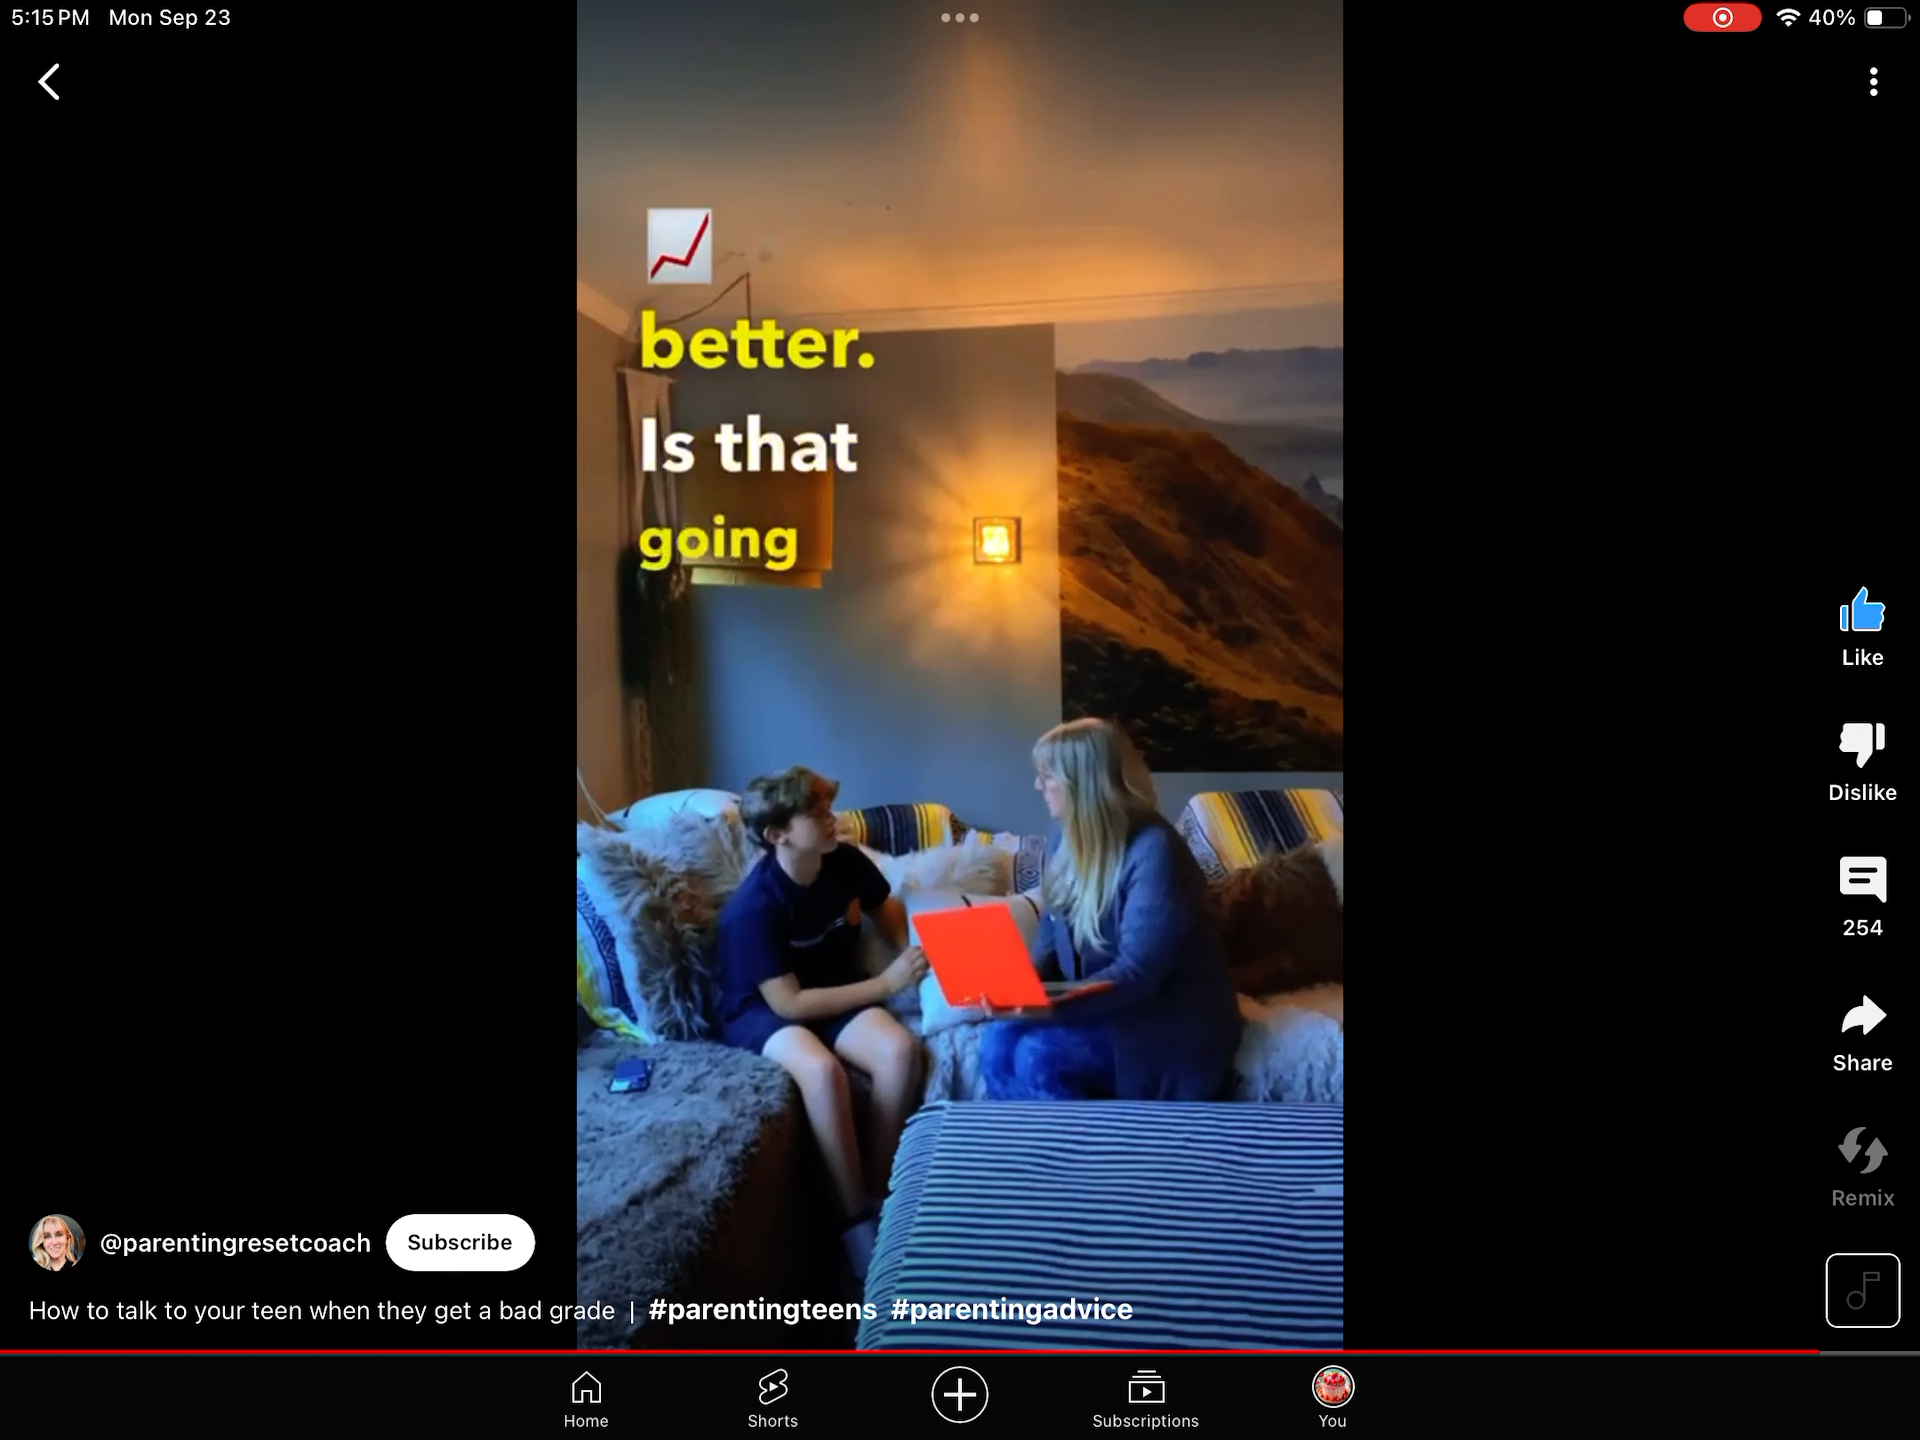 5:15 PM Mon Sep 23
40%
better.
Is that
going
Like
Dislike
254
Share
Remix
@parentingresetcoach Subscribe
How to talk to your teen when they get a bad grade | #parentingteens #parentingadvice
Home Shorts Subscriptions You